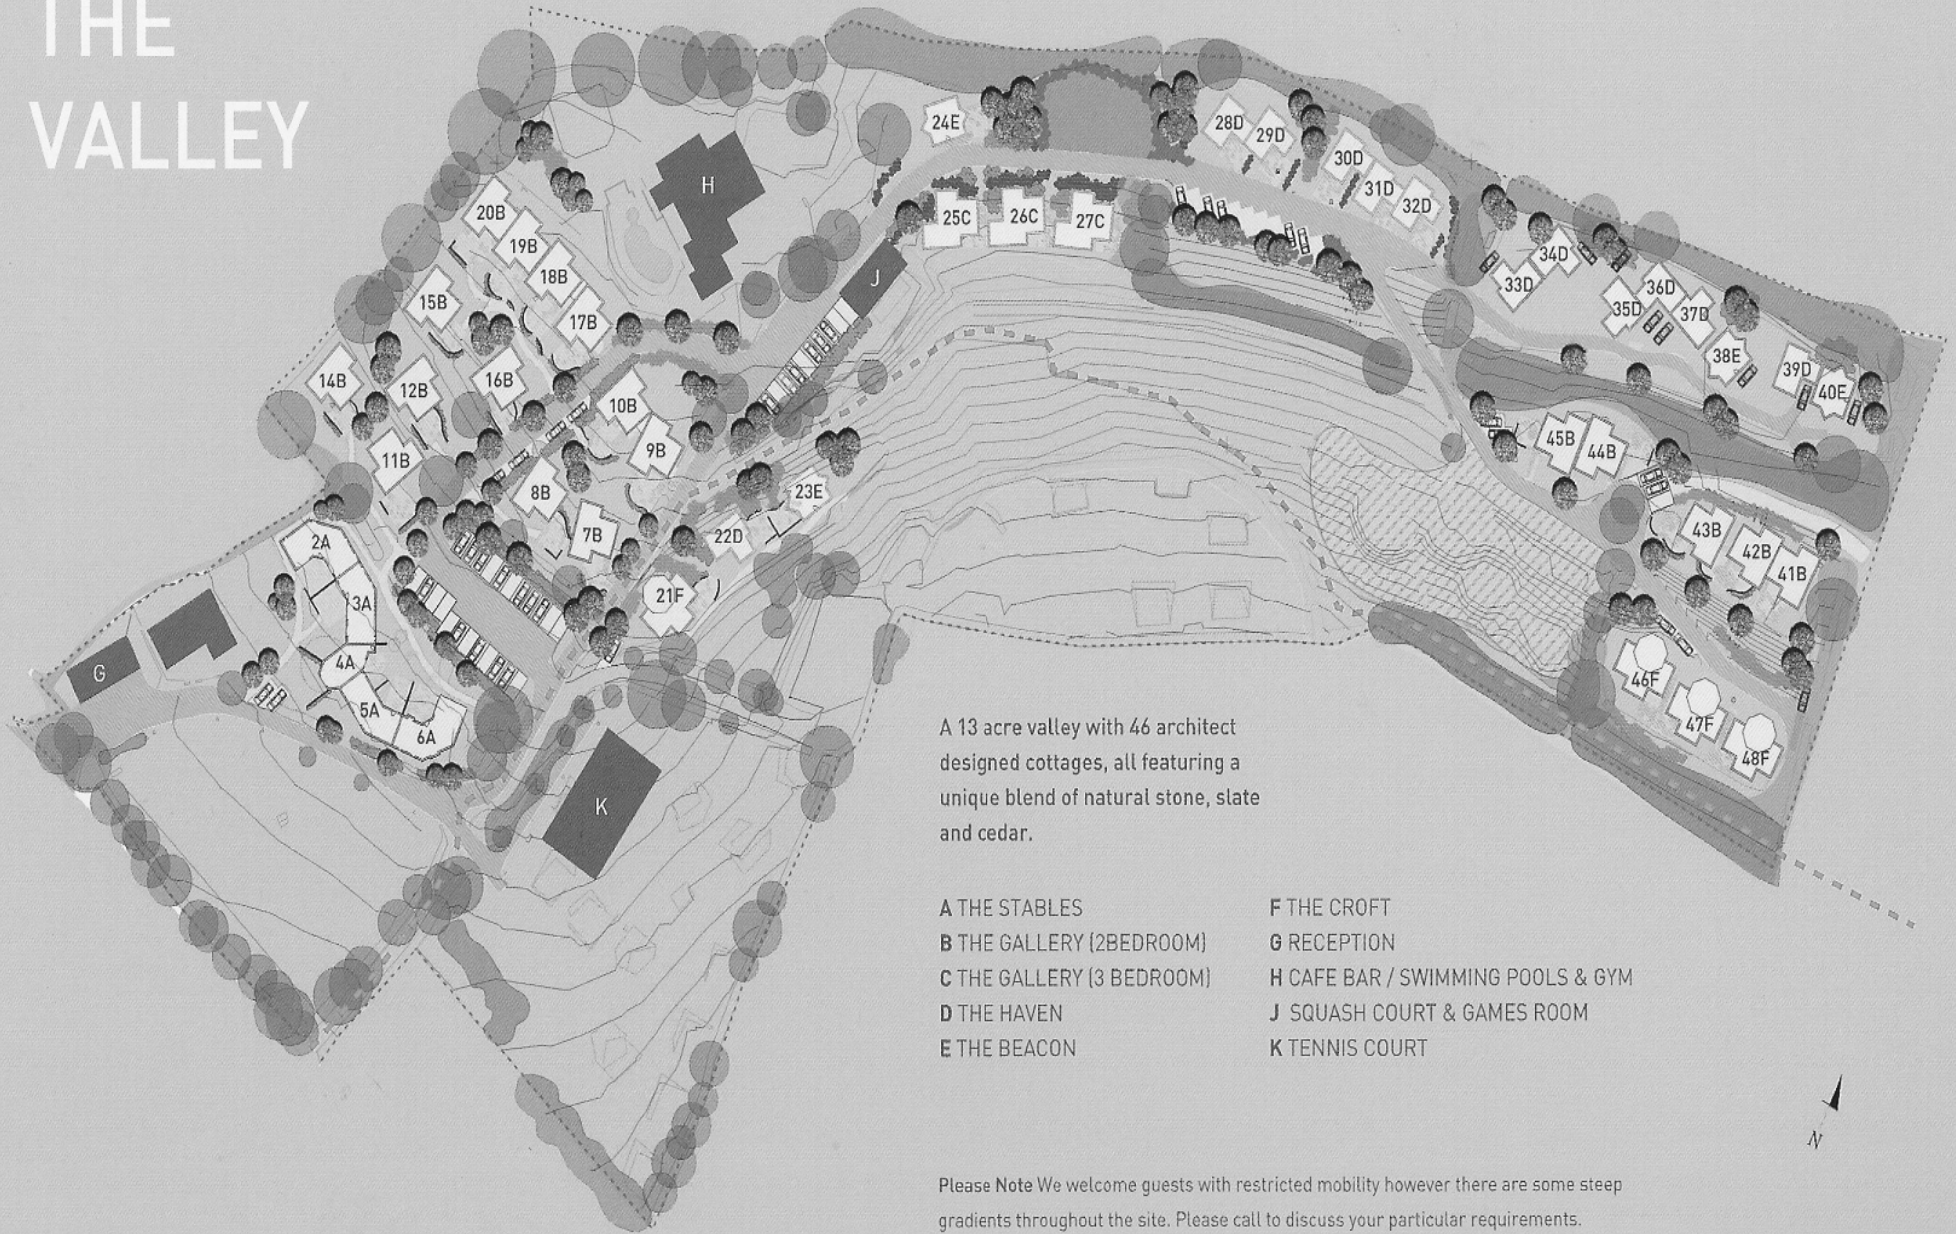 THE
VALLEY
24E
28D
29D
30D
31D
32D
H
25C
26C
27C
20B
19B
18B
17B
15B
J
34D
33D
36D
35D
37D
38E
39D
40E
14B
12B
16B
10B
9B
11B
8B
7B
23E
22D
21F
45B
44B
43B
42B
41B
2A
3A
4A
5A
6A
G
K
46F
47F
48F
A 13 acre valley with 46 architect
designed cottages, all featuring a
unique blend of natural stone, slate
and cedar.
A THE STABLES
B THE GALLERY (2BEDROOM)
C THE GALLERY (3 BEDROOM)
D THE HAVEN
E THE BEACON
F THE CROFT
G RECEPTION
H CAFE BAR / SWIMMING POOLS & GYM
J SQUASH COURT & GAMES ROOM
K TENNIS COURT
N
Please Note We welcome guests with restricted mobility however there are some steep
gradients throughout the site. Please call to discuss your particular requirements.